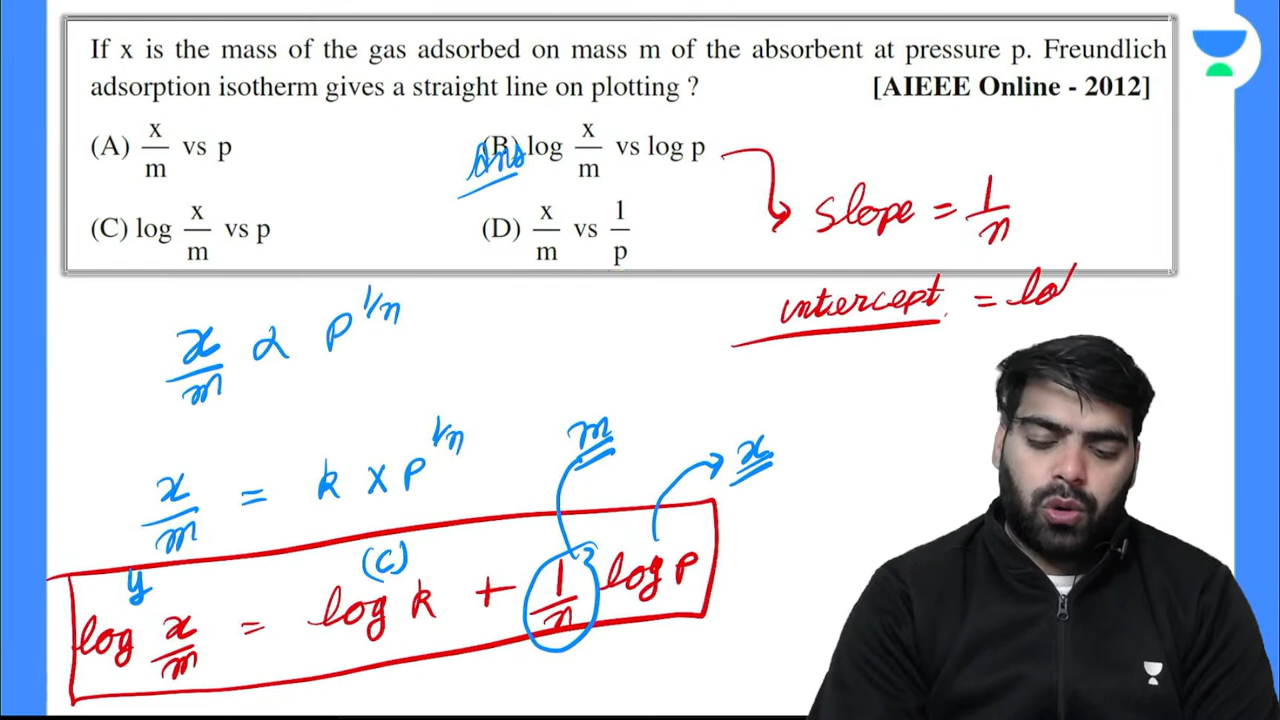 If x is the mass of the gas adsorbed on mass m of the absorbent at pressure p. Freundlich
adsorption isotherm gives a straight line on plotting ? [AIEEE Online - 2012]
(A) x/m vs p (B) log x/m vs log p
Ans
(C) log x/m vs p (D) x/m vs 1/p
slope = 1/n
intercept = lo
x/m ∝ P^1/n
x/m = k × P^1/n
m
x
y (C)
log x/m = log k + 1/n log P